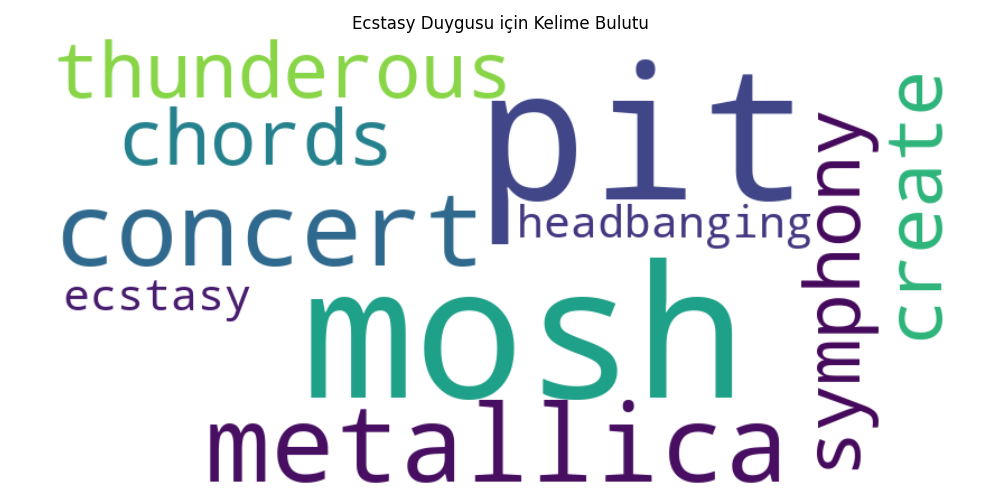 Ecstasy Duygusu için Kelime Bulutu
thunderous
pit
chords
create
symphony
concert
headbanging
ecstasy
mosh
metallica